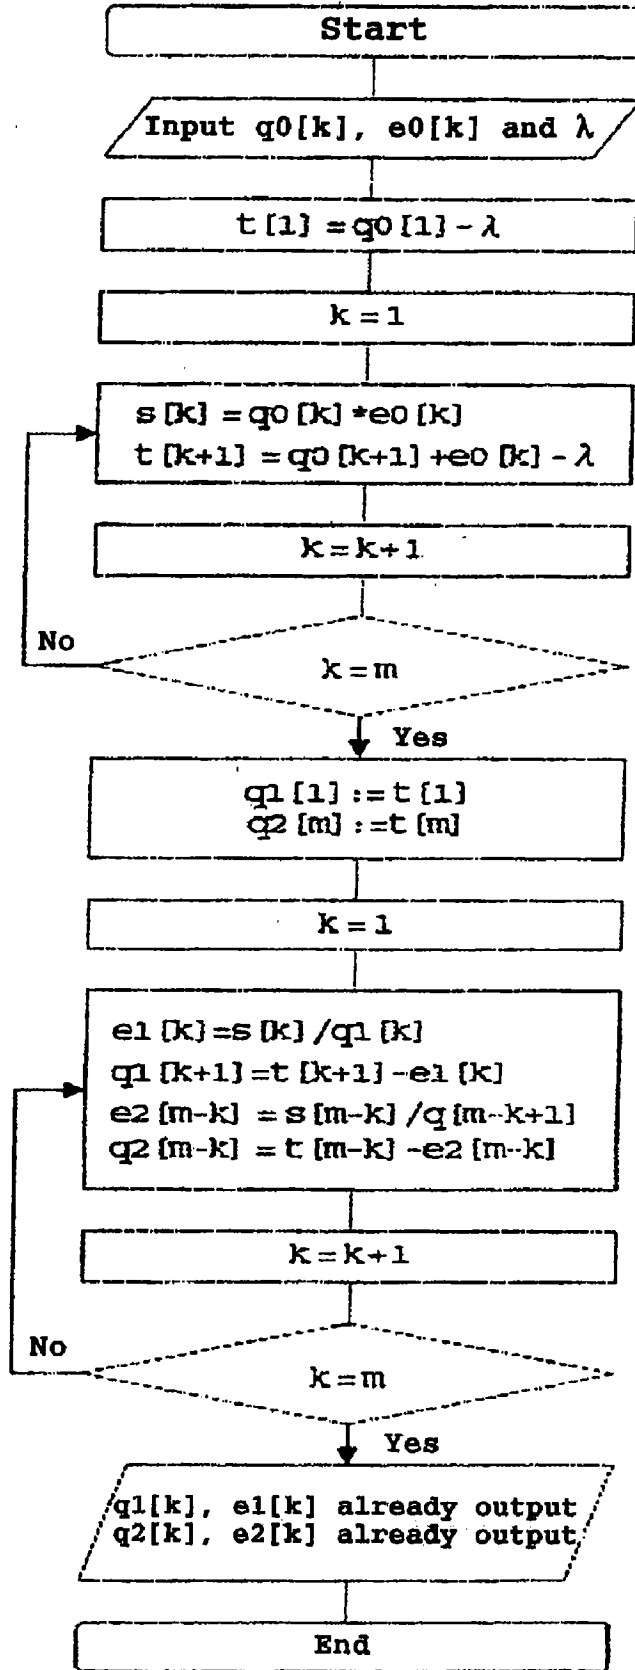 Start
Input q0[k], e0[k] and λ
t[1]=q0[1]-λ
k=1
s[k]=q0[k]*e0[k]
t[k+1]=q0[k+1]+e0[k]-λ
k=k+1
No
k=m
Yes
q1[1]:=t[1]
q2[m]:=t[m]
k=1
e1[k]=s[k]/q1[k]
q1[k+1]=t[k+1]-e1[k]
e2[m-k]=s[m-k]/q[m-k+1]
q2[m-k]=t[m-k]-e2[m-k]
k=k+1
No
k=m
Yes
q1[k], e1[k] already output
q2[k], e2[k] already output
End